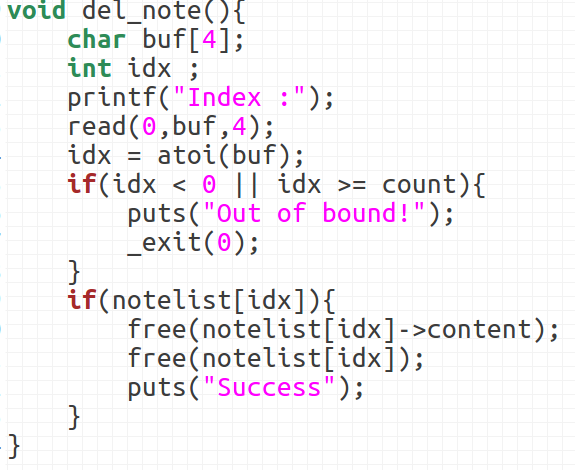 void del_note(){
    char buf[4];
    int idx ;
    printf("Index :");
    read(0,buf,4);
    idx = atoi(buf);
    if(idx < 0 || idx >= count){
        puts("Out of bound!");
        _exit(0);
    }
    if(notelist[idx]){
        free(notelist[idx]->content);
        free(notelist[idx]);
        puts("Success");
    }
}